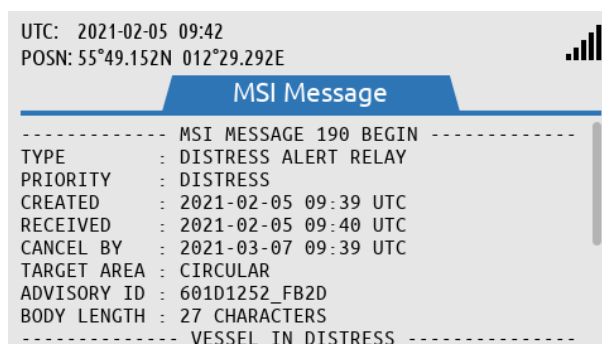 UTC: 2021-02-05 09:42
POSN: 55°49.152N 012°29.292E
MSI Message
------------- MSI MESSAGE 190 BEGIN -------------
TYPE : DISTRESS ALERT RELAY
PRIORITY : DISTRESS
CREATED : 2021-02-05 09:39 UTC
RECEIVED : 2021-02-05 09:40 UTC
CANCEL BY : 2021-03-07 09:39 UTC
TARGET AREA : CIRCULAR
ADVISORY ID : 601D1252_FB2D
BODY LENGTH : 27 CHARACTERS
-------------- VESSEL IN DISTRESS ---------------